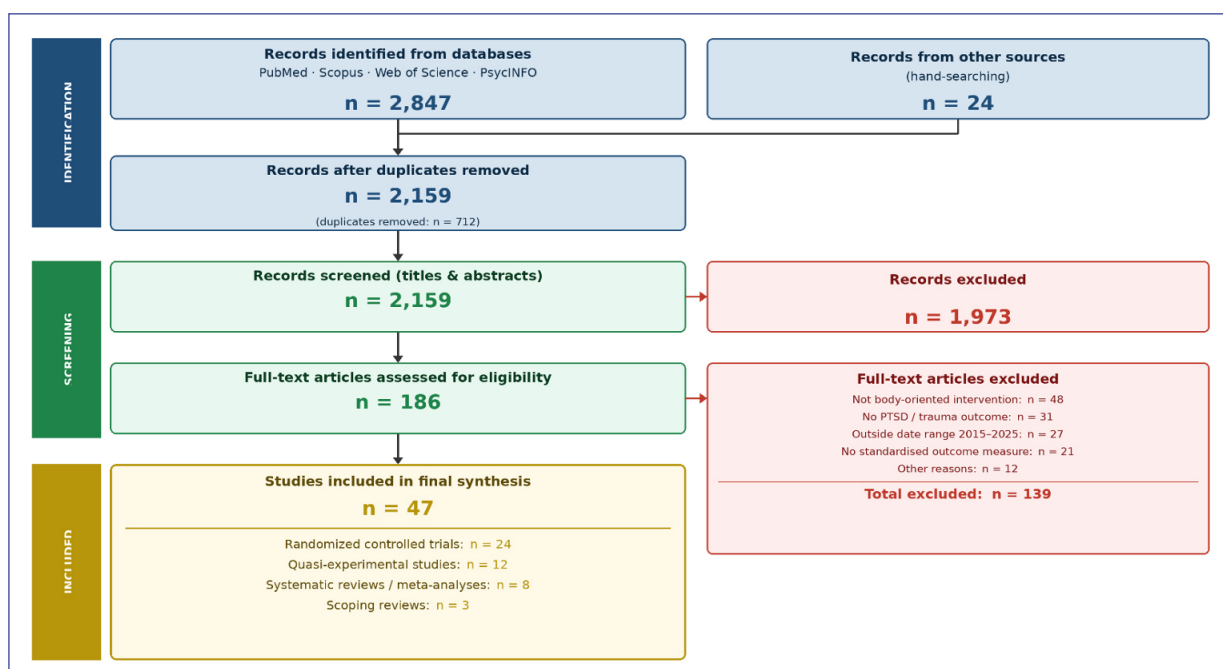 IDENTIFICATION
Records identified from databases
PubMed · Scopus · Web of Science · PsycINFO
n = 2,847
Records from other sources
(hand-searching)
n = 24
Records after duplicates removed
n = 2,159
(duplicates removed: n = 712)
SCREENING
Records screened (titles & abstracts)
n = 2,159
Records excluded
n = 1,973
Full-text articles assessed for eligibility
n = 186
Full-text articles excluded
Not body-oriented intervention: n = 48
No PTSD / trauma outcome: n = 31
Outside date range 2015–2025: n = 27
No standardised outcome measure: n = 21
Other reasons: n = 12
Total excluded: n = 139
INCLUDED
Studies included in final synthesis
n = 47
Randomized controlled trials: n = 24
Quasi-experimental studies: n = 12
Systematic reviews / meta-analyses: n = 8
Scoping reviews: n = 3